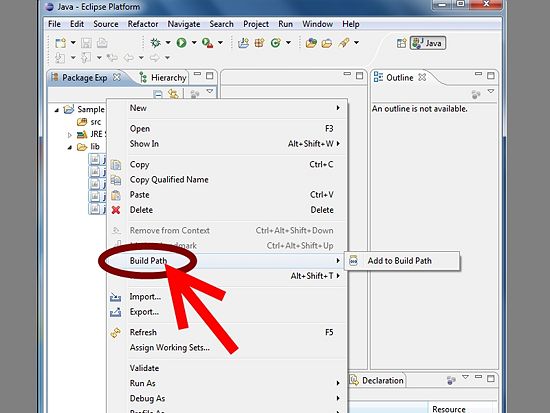 Java - Eclipse Platform
File Edit Source Refactor Navigate Search Project Run Window Help
Java
Package Exp Hierarchy
Outline
An outline is not available.
Sample
src
JRE S
lib
New
Open F3
Show In Alt+Shift+W
Copy Ctrl+C
Copy Qualified Name
Paste Ctrl+V
Delete Delete
Remove from Context Ctrl+Alt+Shift+Down
Ctrl+Alt+Shift+Up
Build Path
Add to Build Path
Alt+Shift+T
Import...
Export...
Refresh F5
Assign Working Sets...
Validate
Run As
Debug As
Profile As
Declaration
Resource